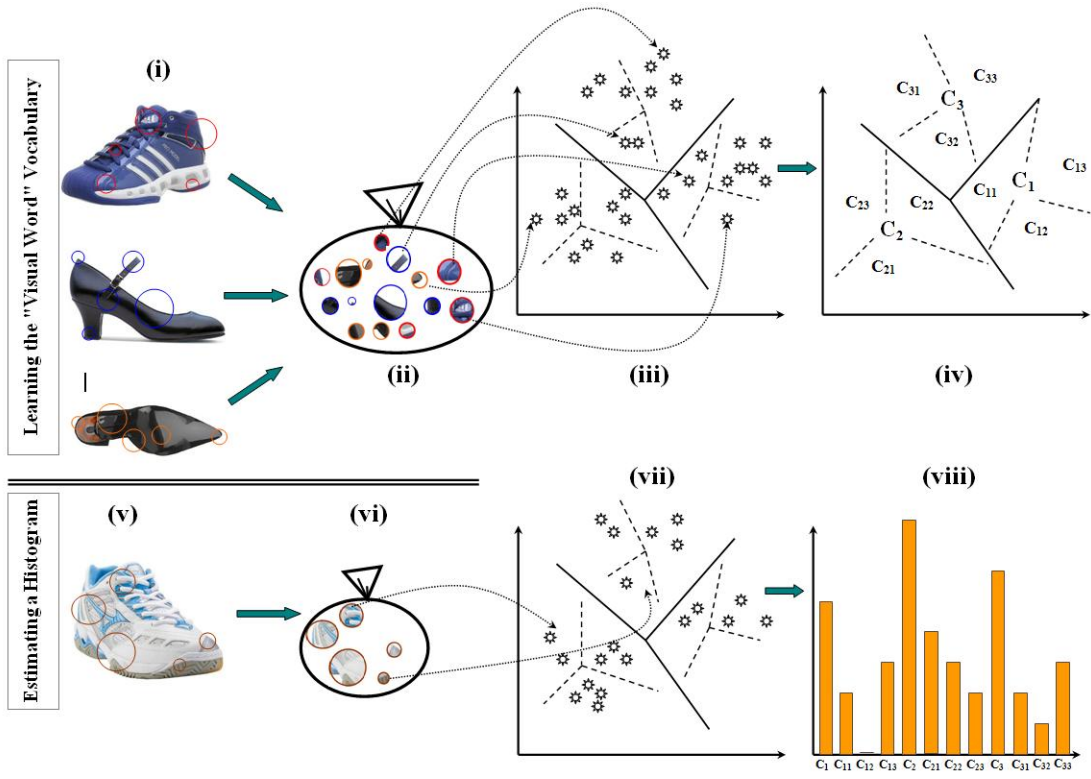 Learning the "Visual Word" Vocabulary
(i)
(ii)
(iii)
(iv)
C31
C33
C3
C32
C13
C11
C1
C23
C22
C12
C2
C21
Estimating a Histogram
(v)
(vi)
(vii)
(viii)
C1 C11 C12 C13 C2 C21 C22 C23 C3 C31 C32 C33